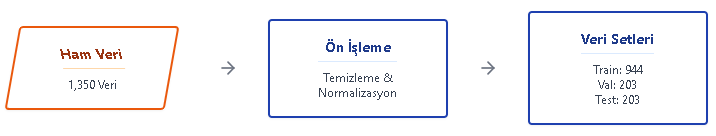 Ham Veri
1,350 Veri
Ön İşleme
Temizleme &
Normalizasyon
Veri Setleri
Train: 944
Val: 203
Test: 203